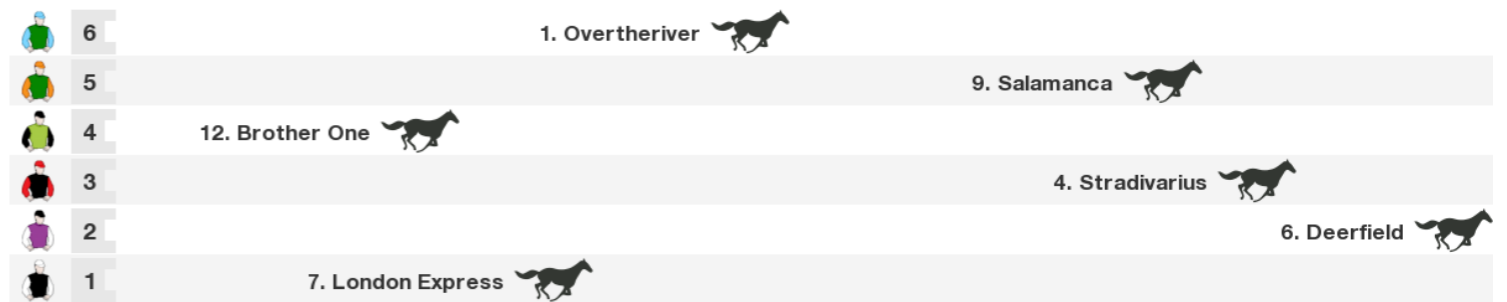 6 1. Overtheriver
5 9. Salamanca
4 12. Brother One
3 4. Stradivarius
2 6. Deerfield
1 7. London Express